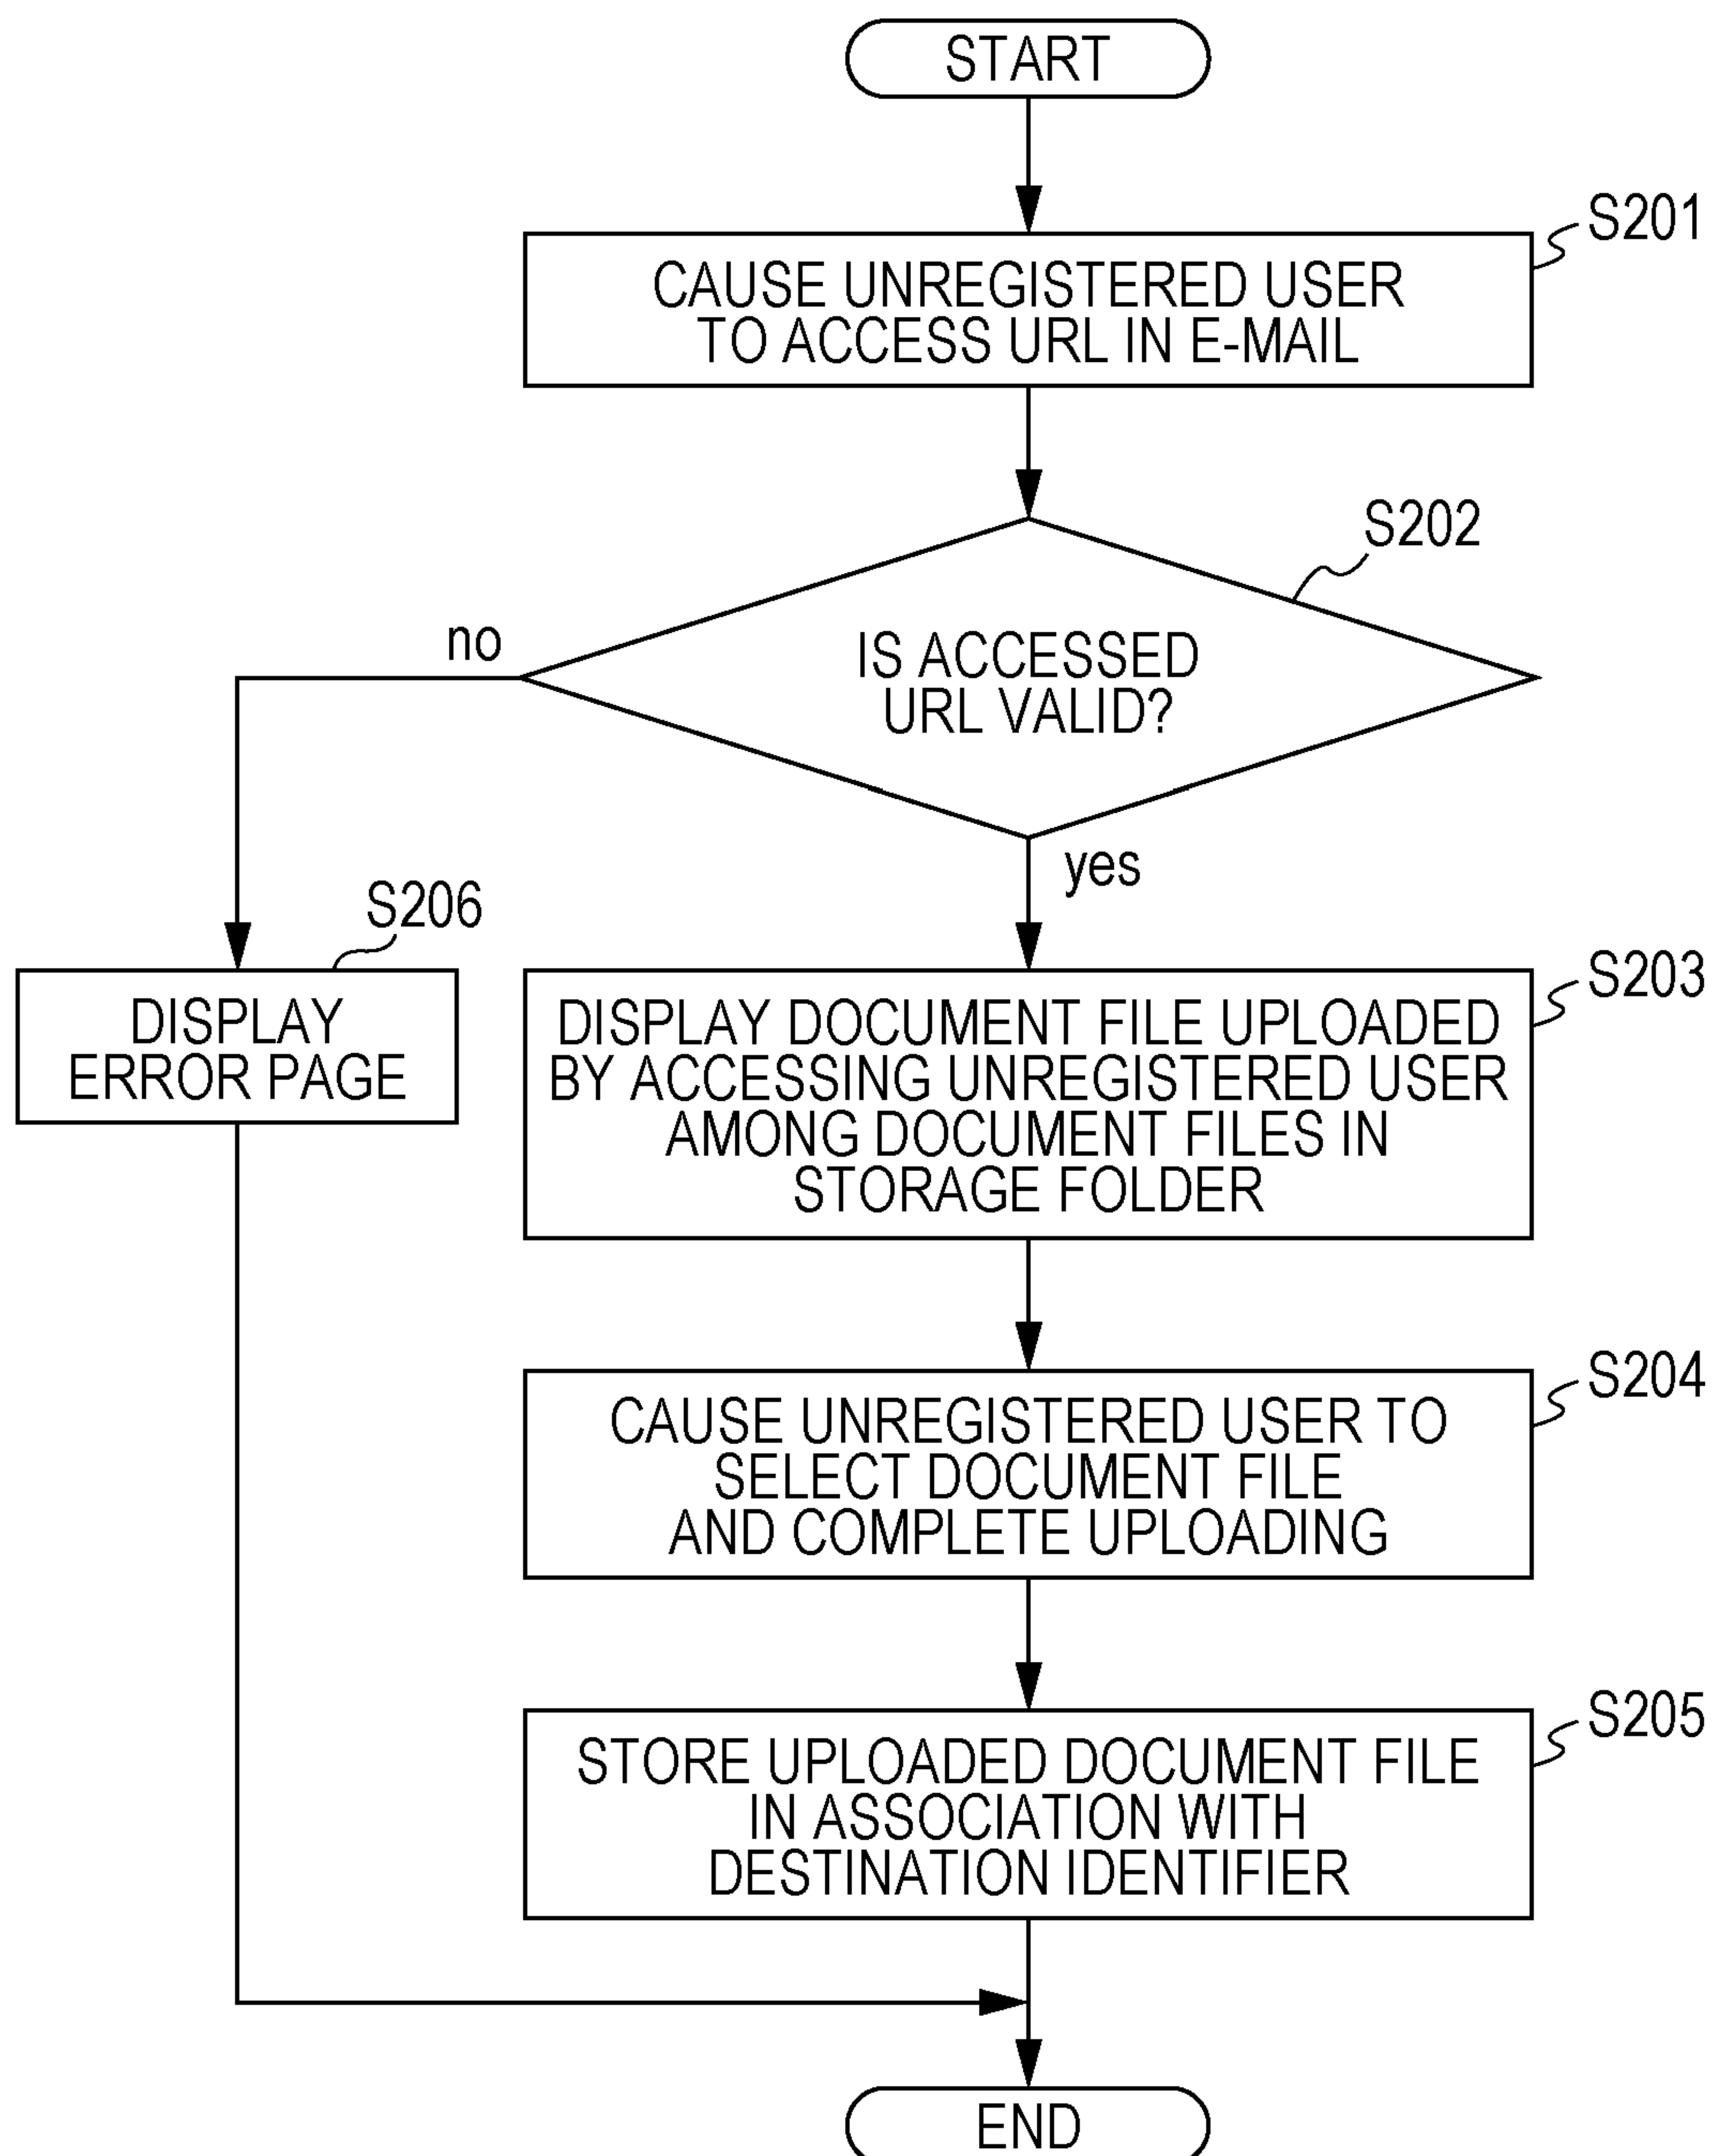 START
S201
CAUSE UNREGISTERED USER
TO ACCESS URL IN E-MAIL
S202
no
IS ACCESSED
URL VALID?
yes
S206
DISPLAY
ERROR PAGE
S203
DISPLAY DOCUMENT FILE UPLOADED
BY ACCESSING UNREGISTERED USER
AMONG DOCUMENT FILES IN
STORAGE FOLDER
S204
CAUSE UNREGISTERED USER TO
SELECT DOCUMENT FILE
AND COMPLETE UPLOADING
S205
STORE UPLOADED DOCUMENT FILE
IN ASSOCIATION WITH
DESTINATION IDENTIFIER
END